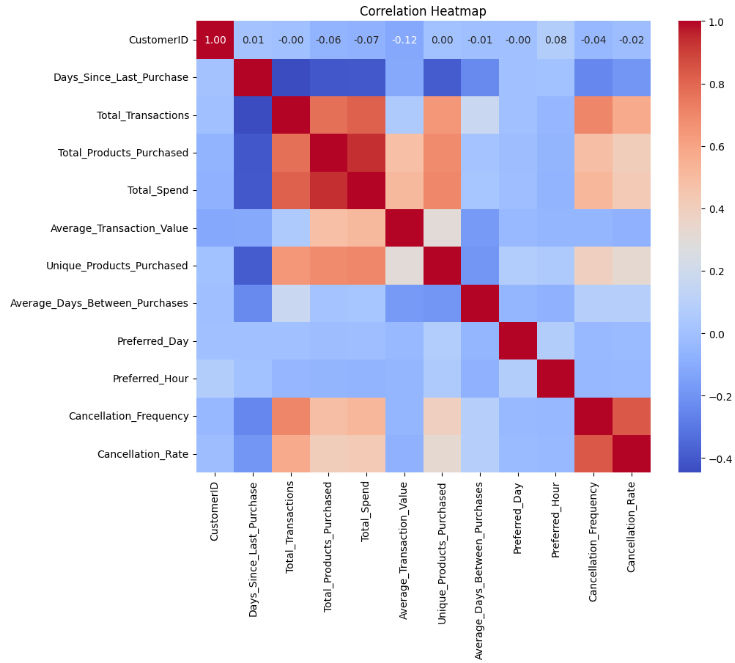 Correlation Heatmap
CustomerID 1.00 0.01 -0.00 -0.06 -0.07 -0.12 0.00 -0.01 -0.00 0.08 -0.04 -0.02
Days_Since_Last_Purchase
Total_Transactions
Total_Products_Purchased
Total_Spend
Average_Transaction_Value
Unique_Products_Purchased
Average_Days_Between_Purchases
Preferred_Day
Preferred_Hour
Cancellation_Frequency
Cancellation_Rate
CustomerID
Days_Since_Last_Purchase
Total_Transactions
Total_Products_Purchased
Total_Spend
Average_Transaction_Value
Unique_Products_Purchased
Average_Days_Between_Purchases
Preferred_Day
Preferred_Hour
Cancellation_Frequency
Cancellation_Rate
1.0
0.8
0.6
0.4
0.2
0.0
−0.2
−0.4